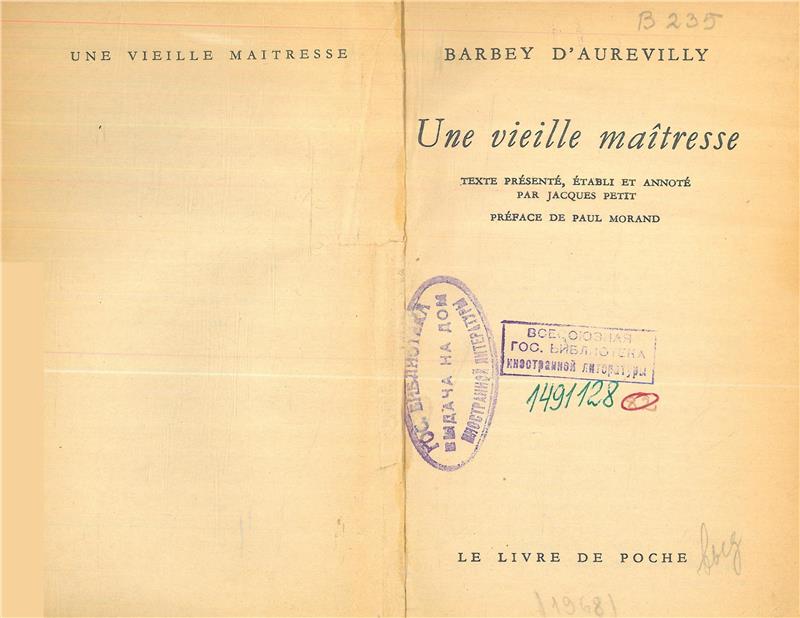 UNE VIEILLE MAITRESSE
B 235
BARBEY D'AUREVILLY
Une vieille maîtresse
TEXTE PRÉSENTÉ, ÉTABLI ET ANNOTÉ
PAR JACQUES PETIT
PRÉFACE DE PAUL MORAND
ГОС. БИБЛИОТЕКА
ВЫДАЧА НА ДОМ
ИНОСТРАННОЙ ЛИТЕРАТУРЫ
ВСЕСОЮЗНАЯ
ГОС. БИБЛИОТЕКА
иностранной литературы
1491128
LE LIVRE DE POCHE
|1968|